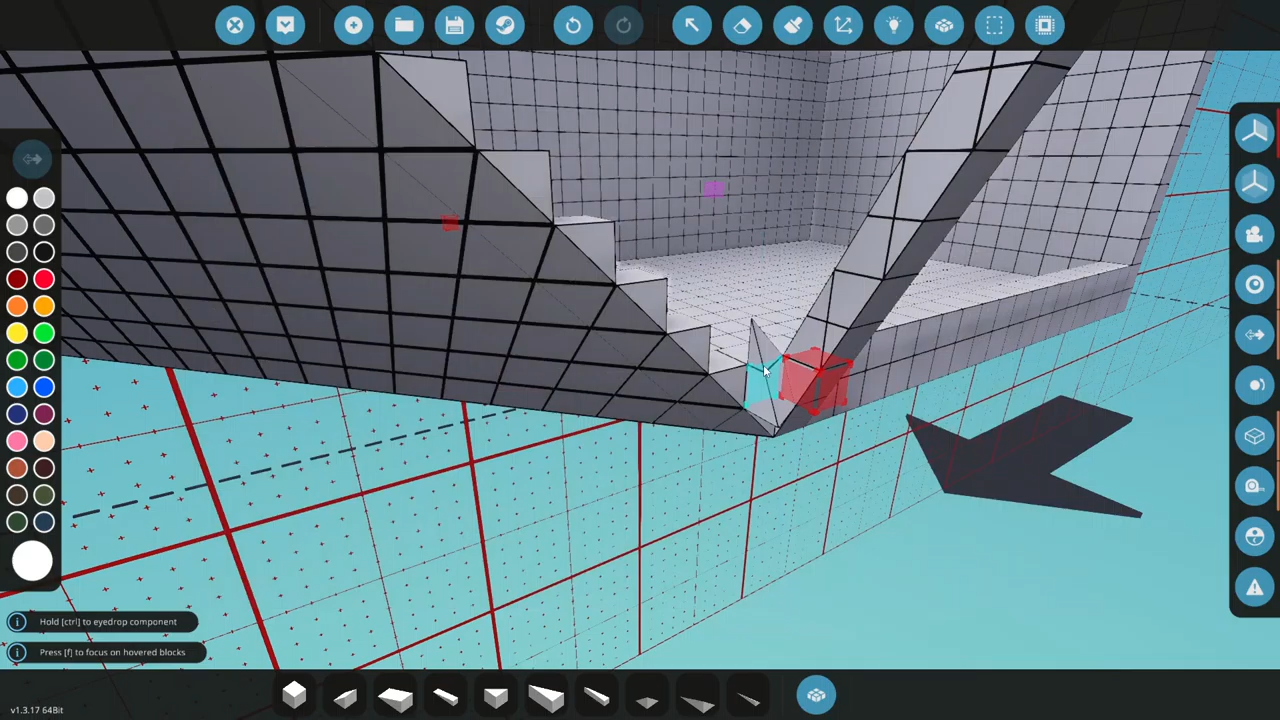 Hold [ctrl] to eyedrop component
Press [f] to focus on hovered blocks
v1.3.17 64Bit